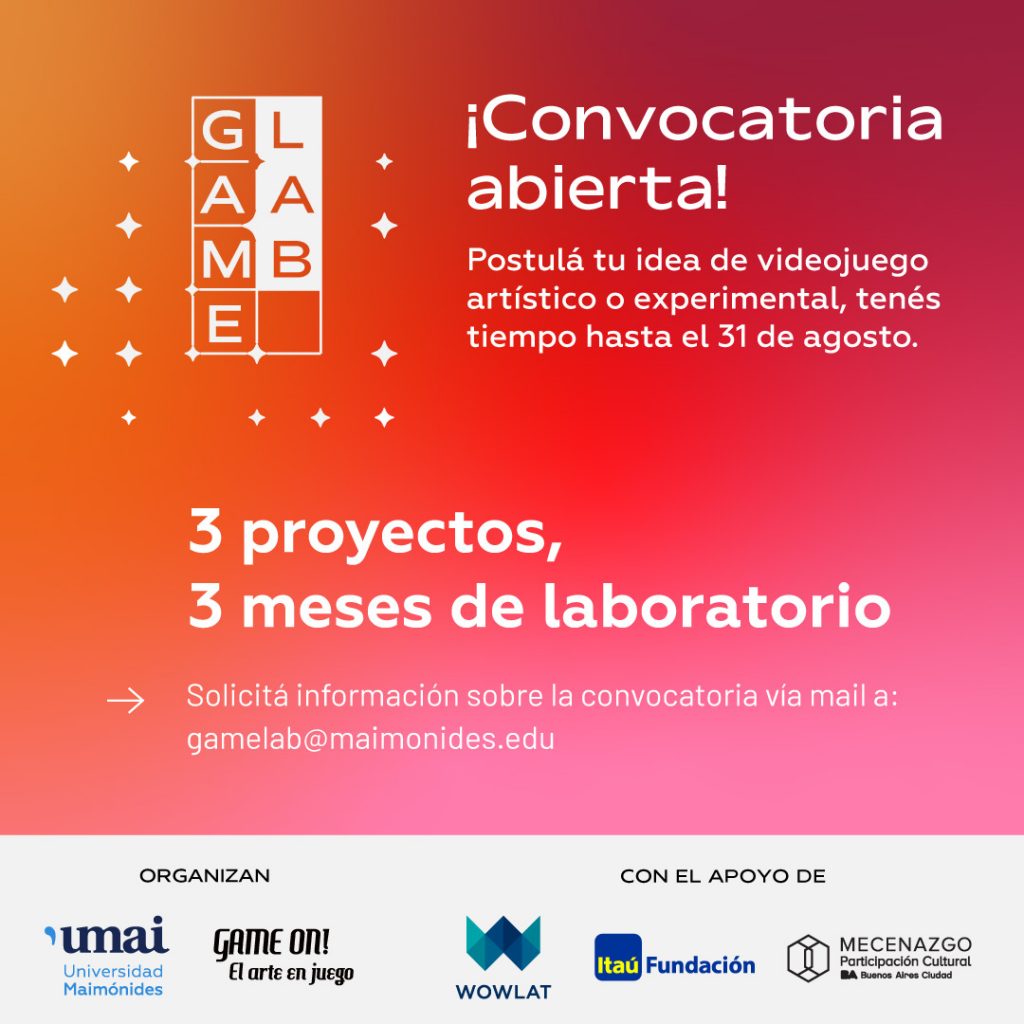 GAME
LAB
¡Convocatoria
abierta!
Postulá tu idea de videojuego
artístico o experimental, tenés
tiempo hasta el 31 de agosto.
3 proyectos,
3 meses de laboratorio
Solicitá información sobre la convocatoria vía mail a:
gamelab@maimonides.edu
ORGANIZAN
umai
Universidad
Maimónides
GAME ON!
El arte en juego
CON EL APOYO DE
WOWLAT
Itaú Fundación
MECENAZGO
Participación Cultural
BA Buenos Aires Ciudad